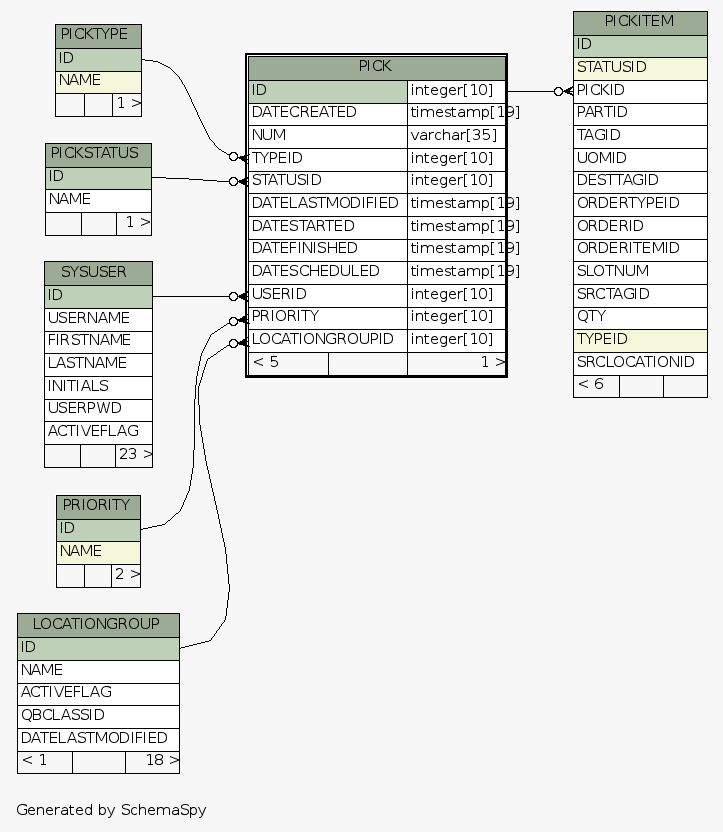 PICKTYPE
ID
NAME
1 >
PICKSTATUS
ID
NAME
1 >
SYSUSER
ID
USERNAME
FIRSTNAME
LASTNAME
INITIALS
USERPWD
ACTIVEFLAG
23 >
PRIORITY
ID
NAME
2 >
LOCATIONGROUP
ID
NAME
ACTIVEFLAG
QBCLASSID
DATELASTMODIFIED
< 1 18 >
PICK
ID integer[10]
DATECREATED timestamp[19]
NUM varchar[35]
TYPEID integer[10]
STATUSID integer[10]
DATELASTMODIFIED timestamp[19]
DATESTARTED timestamp[19]
DATEFINISHED timestamp[19]
DATESCHEDULED timestamp[19]
USERID integer[10]
PRIORITY integer[10]
LOCATIONGROUPID integer[10]
< 5 1 >
PICKITEM
ID
STATUSID
PICKID
PARTID
TAGID
UOMID
DESTTAGID
ORDERTYPEID
ORDERID
ORDERITEMID
SLOTNUM
SRCTAGID
QTY
TYPEID
SRCLOCATIONID
< 6
Generated by SchemaSpy